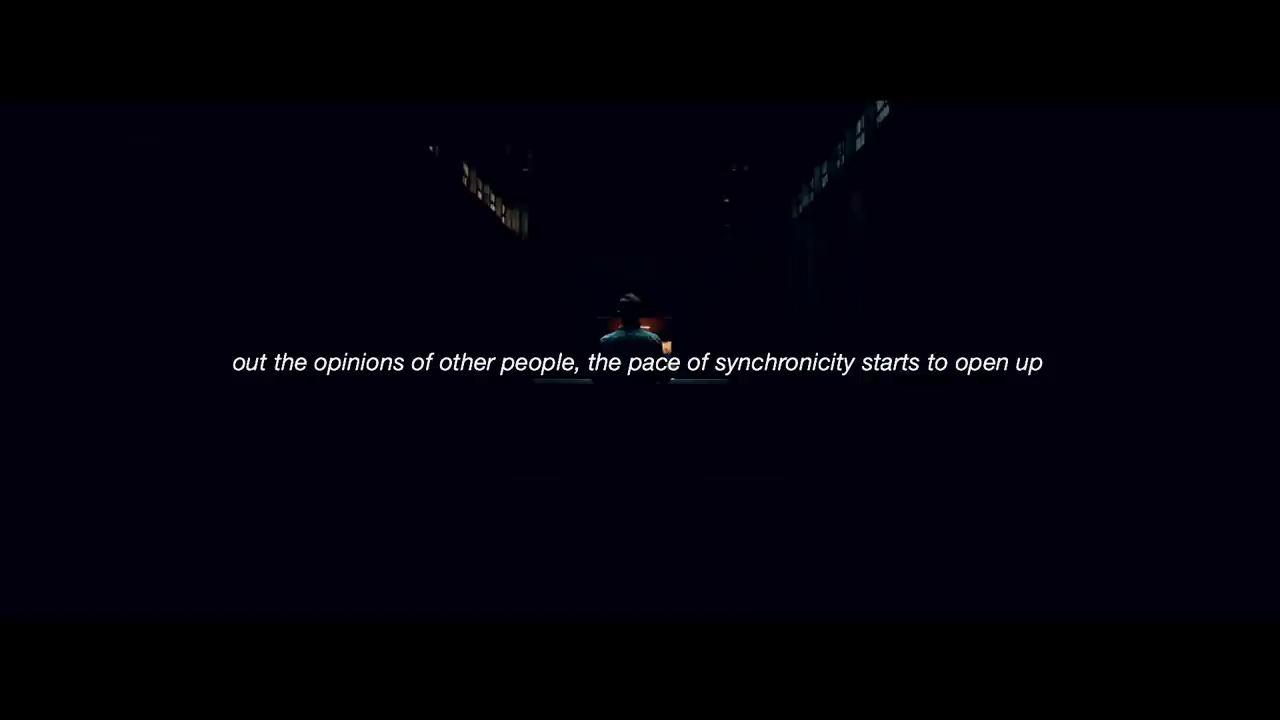 out the opinions of other people, the pace of synchronicity starts to open up